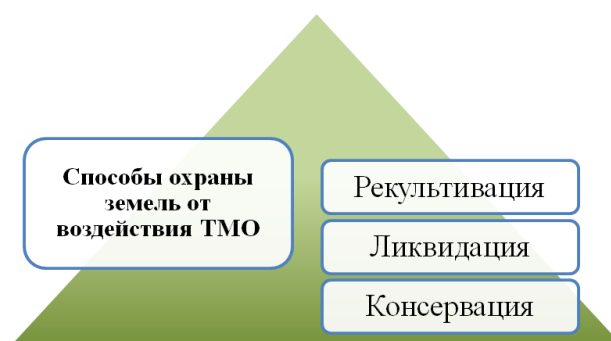 Способы охраны
земель от
воздействия ТМО
Рекультивация
Ликвидация
Консервация